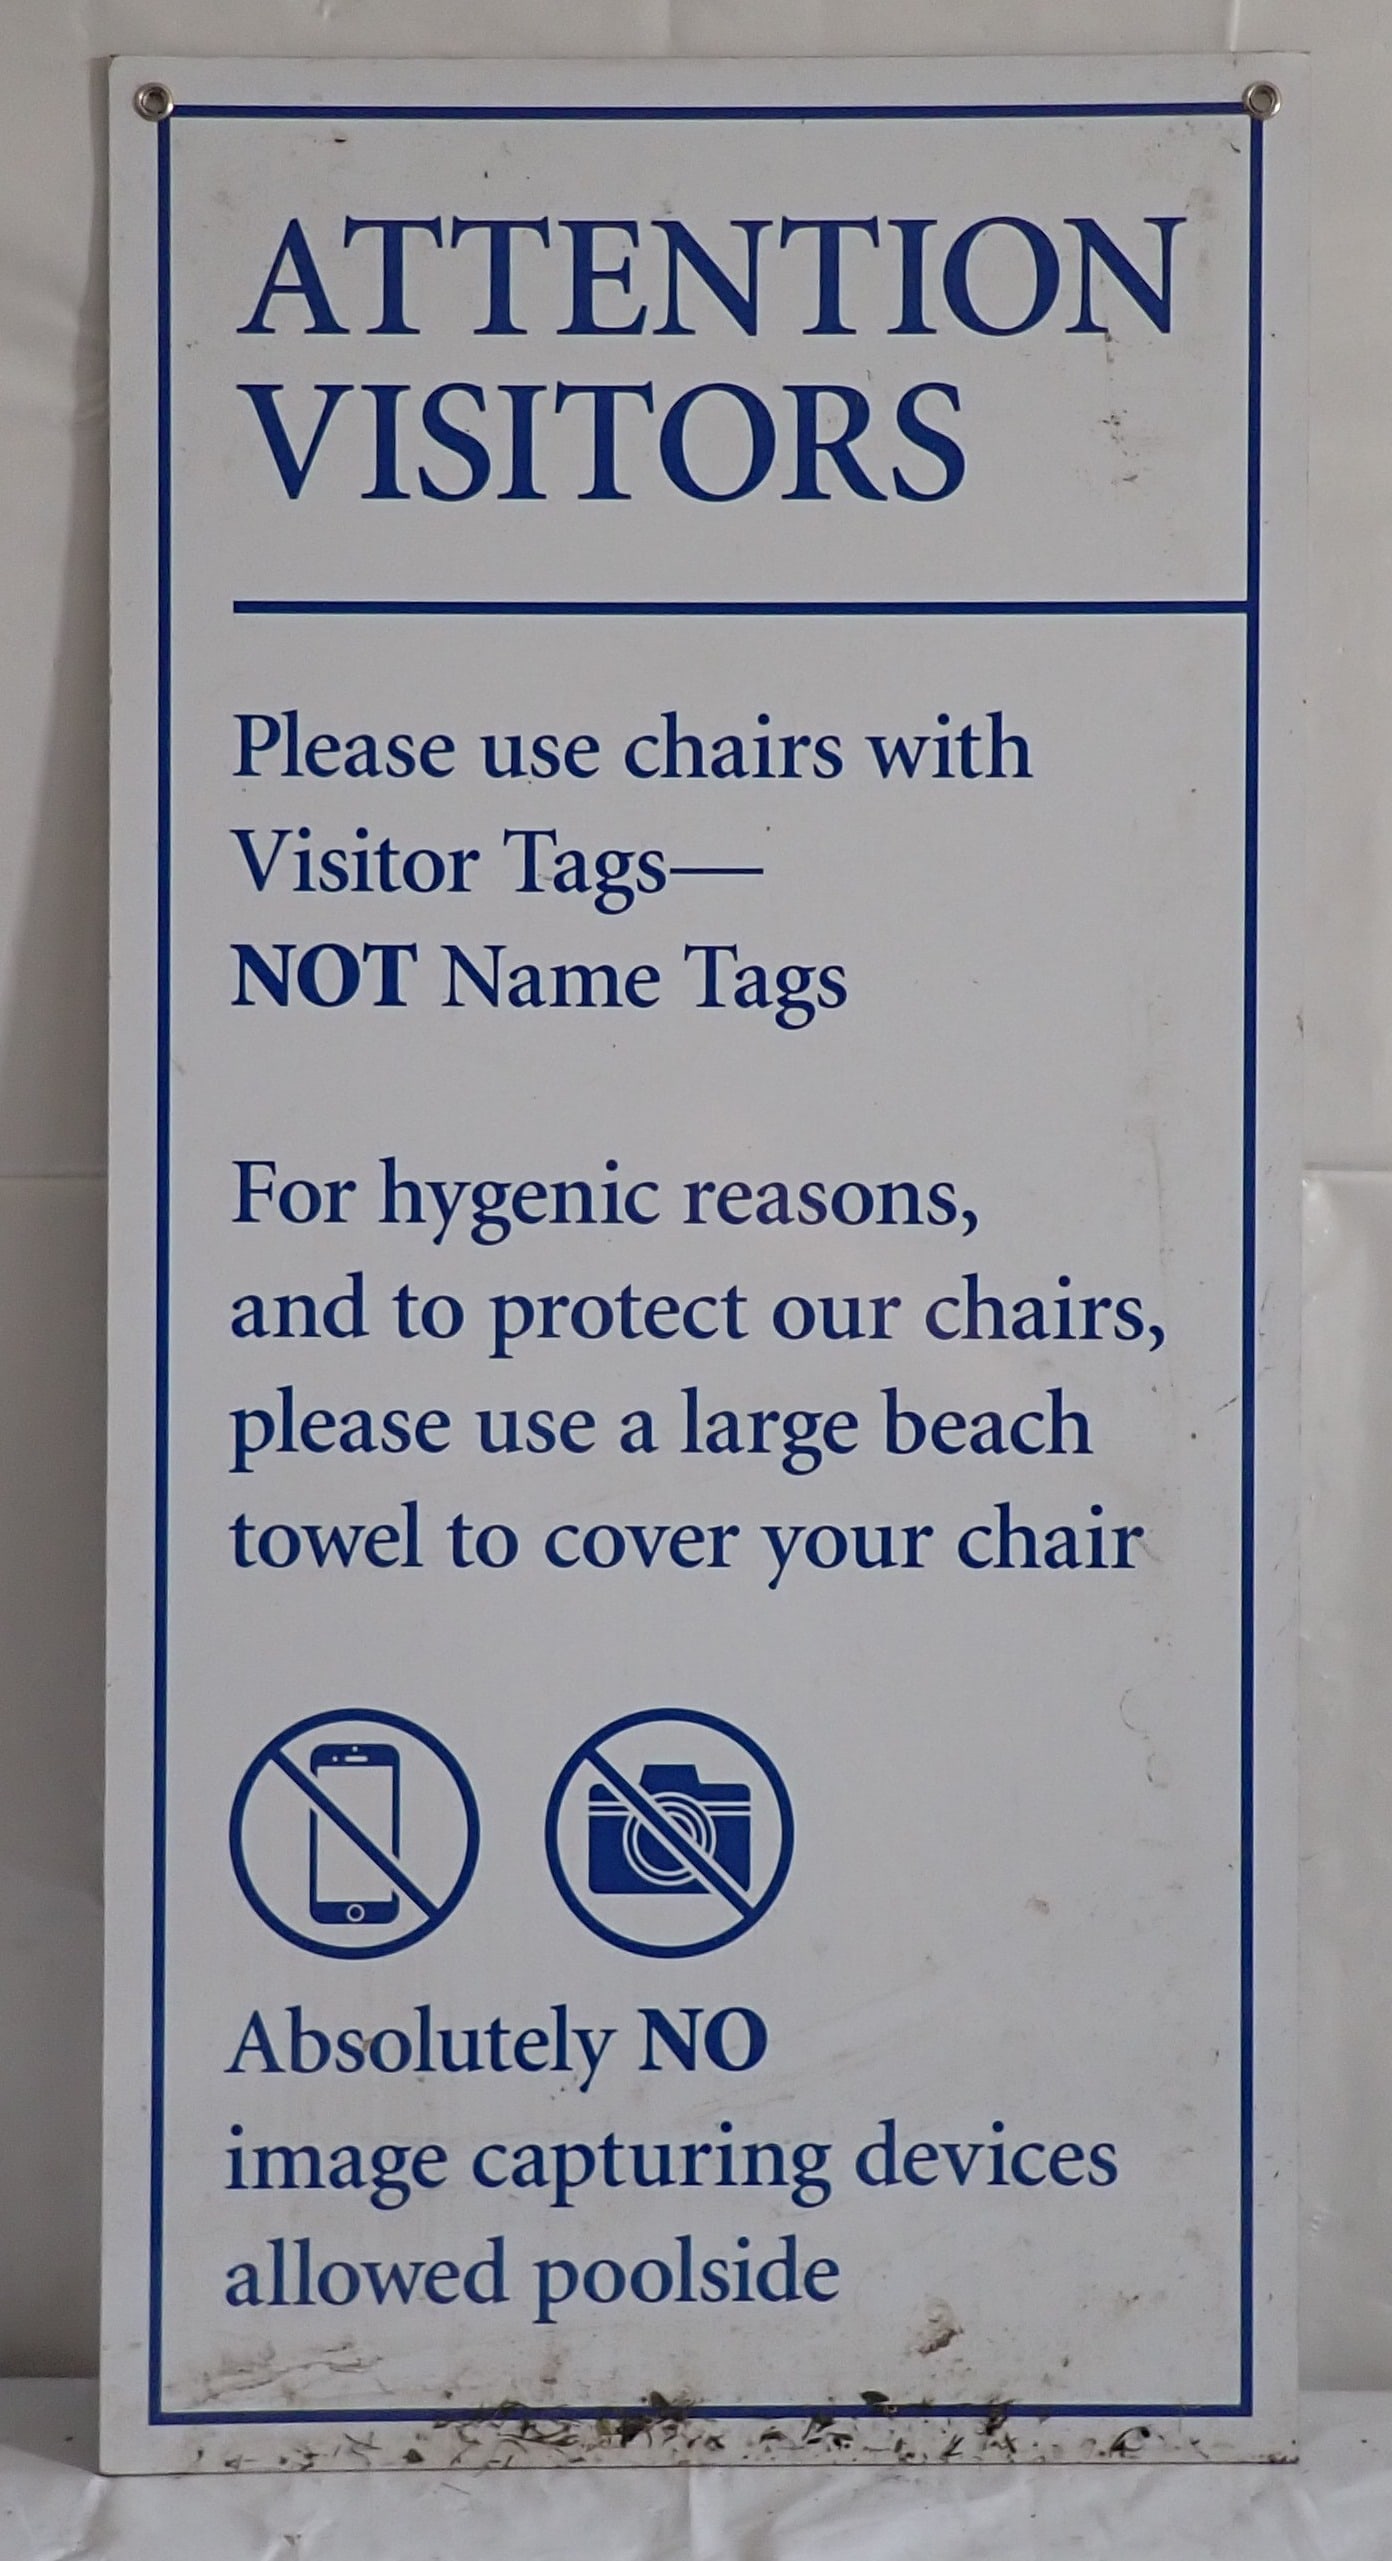 ATTENTION
VISITORS
Please use chairs with
Visitor Tags—
NOT Name Tags
For hygenic reasons,
and to protect our chairs,
please use a large beach
towel to cover your chair
Absolutely NO
image capturing devices
allowed poolside